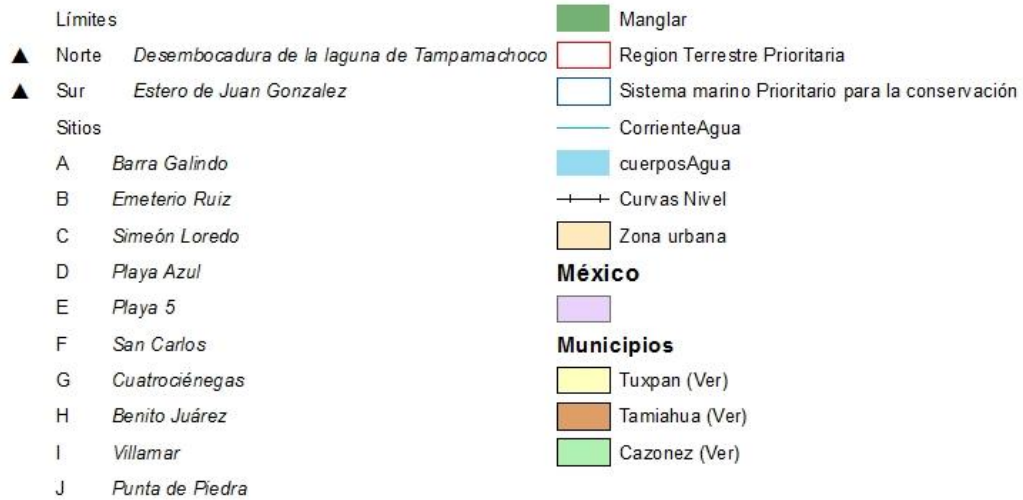 Límites
▲ Norte Desembocadura de la laguna de Tampamachoco
▲ Sur Estero de Juan Gonzalez
Sitios
A Barra Galindo
B Emeterio Ruiz
C Simeón Loredo
D Playa Azul
E Playa 5
F San Carlos
G Cuatrociénegas
H Benito Juárez
I Villamar
J Punta de Piedra
Manglar
Region Terrestre Prioritaria
Sistema marino Prioritario para la conservación
CorrienteAgua
cuerposAgua
Curvas Nivel
Zona urbana
México
Municipios
Tuxpan (Ver)
Tamiahua (Ver)
Cazonez (Ver)